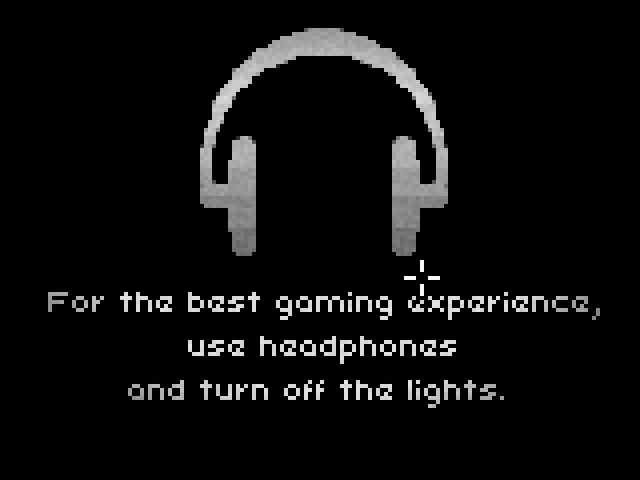 For the best gaming experience,
use headphones
and turn off the lights.